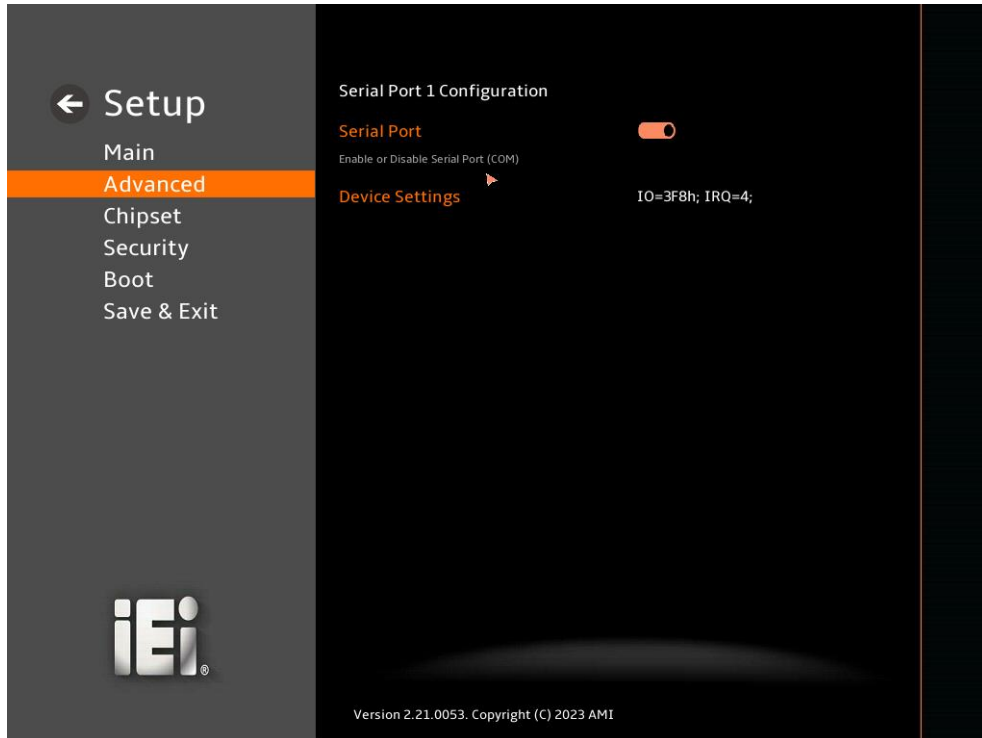 Setup
Main
Advanced
Chipset
Security
Boot
Save & Exit
iEi®
Serial Port 1 Configuration
Serial Port
Enable or Disable Serial Port (COM)
Device Settings IO=3F8h; IRQ=4;
Version 2.21.0053. Copyright (C) 2023 AMI